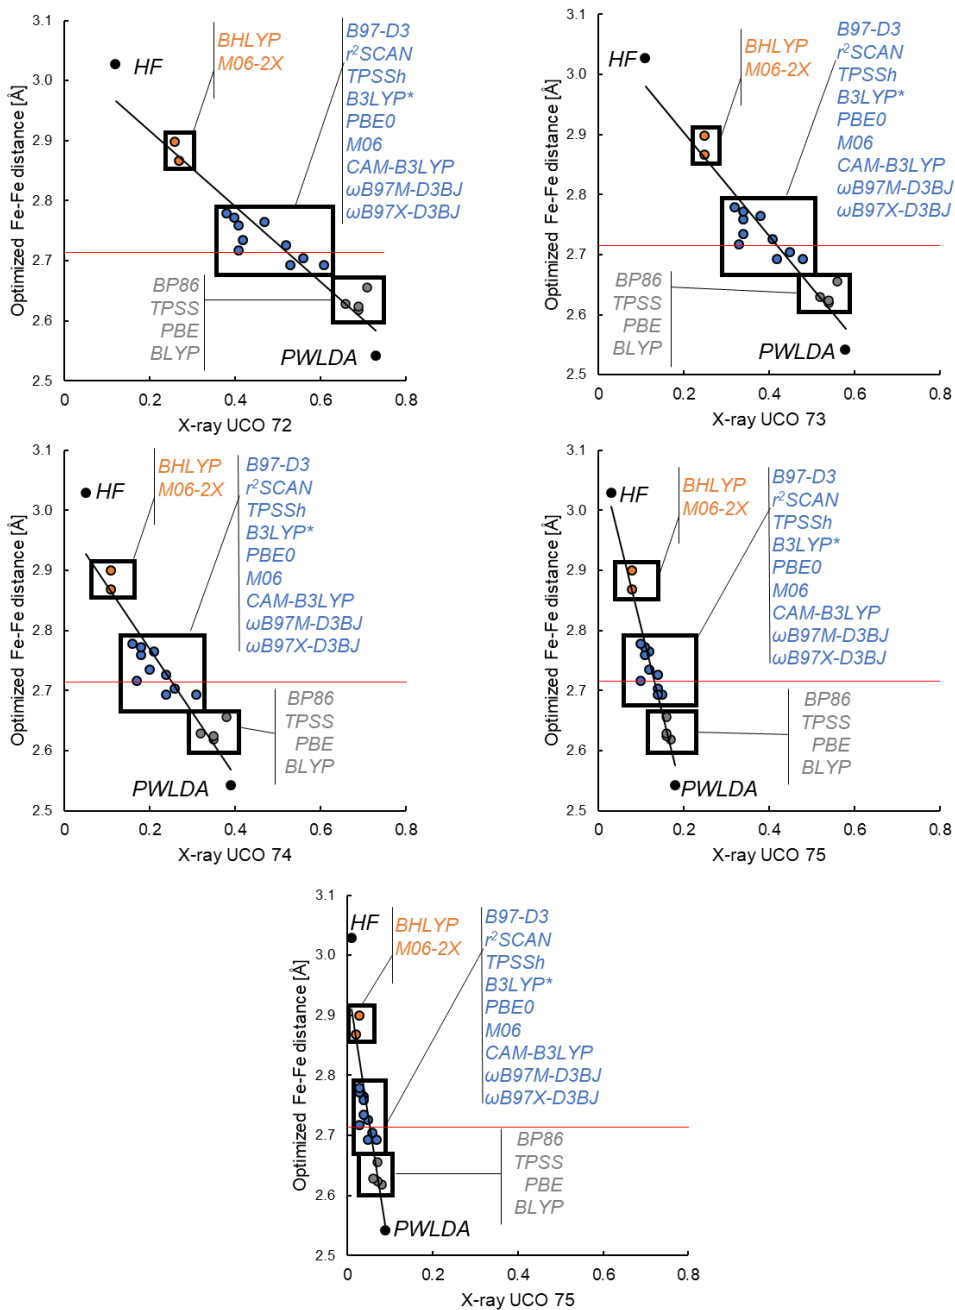 3.1
3.0
2.9
2.8
2.7
2.6
2.5
Optimized Fe-Fe distance [Å]
HF
BHLYP
M06-2X
B97-D3
r²SCAN
TPSSh
B3LYP*
PBE0
M06
CAM-B3LYP
ωB97M-D3BJ
ωB97X-D3BJ
BP86
TPSS
PBE
BLYP
PWLDA
0 0.2 0.4 0.6 0.8
X-ray UCO 72
3.1
3.0
2.9
2.8
2.7
2.6
2.5
Optimized Fe-Fe distance [Å]
HF
BHLYP
M06-2X
B97-D3
r²SCAN
TPSSh
B3LYP*
PBE0
M06
CAM-B3LYP
ωB97M-D3BJ
ωB97X-D3BJ
BP86
TPSS
PBE
BLYP
PWLDA
0 0.2 0.4 0.6 0.8
X-ray UCO 73
3.1
3.0
2.9
2.8
2.7
2.6
2.5
Optimized Fe-Fe distance [Å]
HF
BHLYP
M06-2X
B97-D3
r²SCAN
TPSSh
B3LYP*
PBE0
M06
CAM-B3LYP
ωB97M-D3BJ
ωB97X-D3BJ
BP86
TPSS
PBE
BLYP
PWLDA
0 0.2 0.4 0.6 0.8
X-ray UCO 74
3.1
3.0
2.9
2.8
2.7
2.6
2.5
Optimized Fe-Fe distance [Å]
HF
BHLYP
M06-2X
B97-D3
r²SCAN
TPSSh
B3LYP*
PBE0
M06
CAM-B3LYP
ωB97M-D3BJ
ωB97X-D3BJ
BP86
TPSS
PBE
BLYP
PWLDA
0 0.2 0.4 0.6 0.8
X-ray UCO 75
3.1
3.0
2.9
2.8
2.7
2.6
2.5
Optimized Fe-Fe distance [Å]
HF
BHLYP
M06-2X
B97-D3
r²SCAN
TPSSh
B3LYP*
PBE0
M06
CAM-B3LYP
ωB97M-D3BJ
ωB97X-D3BJ
BP86
TPSS
PBE
BLYP
PWLDA
0 0.2 0.4 0.6 0.8
X-ray UCO 75